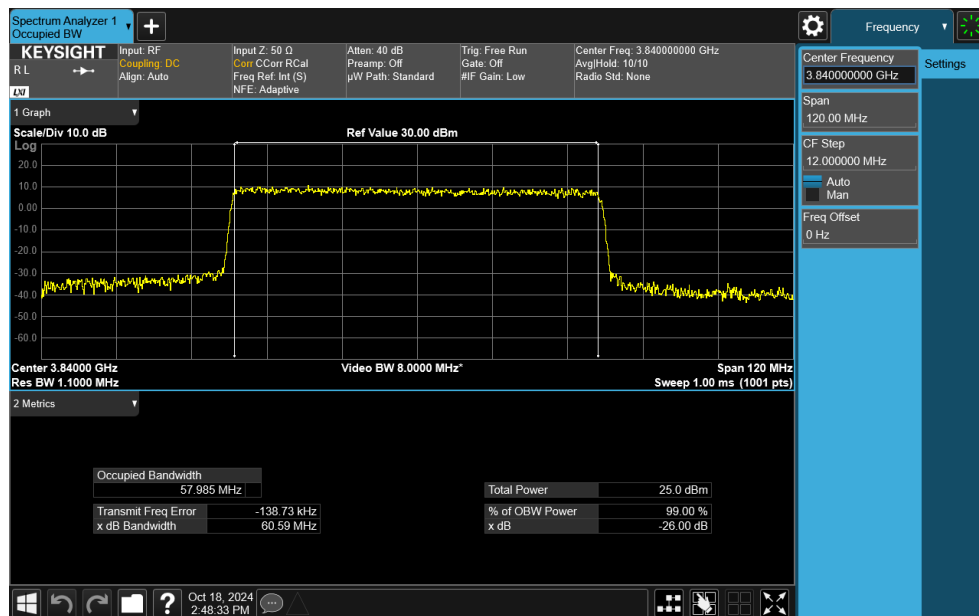 Spectrum Analyzer 1
Occupied BW
+
Frequency
KEYSIGHT
R L
LXI
Input: RF
Coupling: DC
Align: Auto
Input Z: 50 Ω
Corr CCorr RCal
Freq Ref: Int (S)
NFE: Adaptive
Atten: 40 dB
Preamp: Off
µW Path: Standard
Trig: Free Run
Gate: Off
#IF Gain: Low
Center Freq: 3.840000000 GHz
Avg|Hold: 10/10
Radio Std: None
Center Frequency
3.840000000 GHz
Settings
Span
120.00 MHz
CF Step
12.000000 MHz
Auto
Man
Freq Offset
0 Hz
1 Graph
Scale/Div 10.0 dB
Ref Value 30.00 dBm
Log
20.0
10.0
0.00
-10.0
-20.0
-30.0
-40.0
-50.0
-60.0
Center 3.84000 GHz
Video BW 8.0000 MHz*
Span 120 MHz
Res BW 1.1000 MHz
Sweep 1.00 ms (1001 pts)
2 Metrics
Occupied Bandwidth
57.985 MHz
Total Power 25.0 dBm
Transmit Freq Error -138.73 kHz
% of OBW Power 99.00 %
x dB Bandwidth 60.59 MHz
x dB -26.00 dB
?
Oct 18, 2024
2:48:33 PM